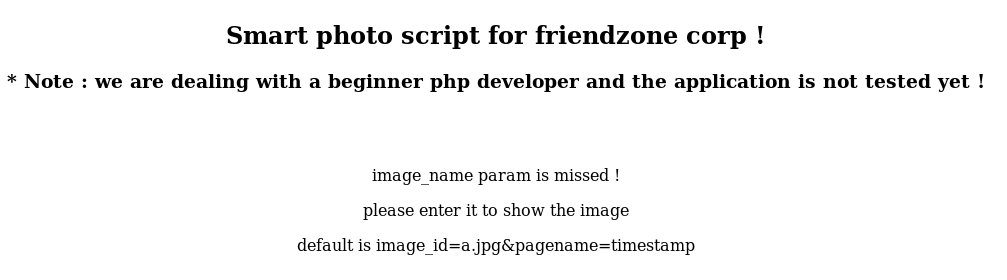 Smart photo script for friendzone corp !
* Note : we are dealing with a beginner php developer and the application is not tested yet !
image_name param is missed !
please enter it to show the image
default is image_id=a.jpg&pagename=timestamp